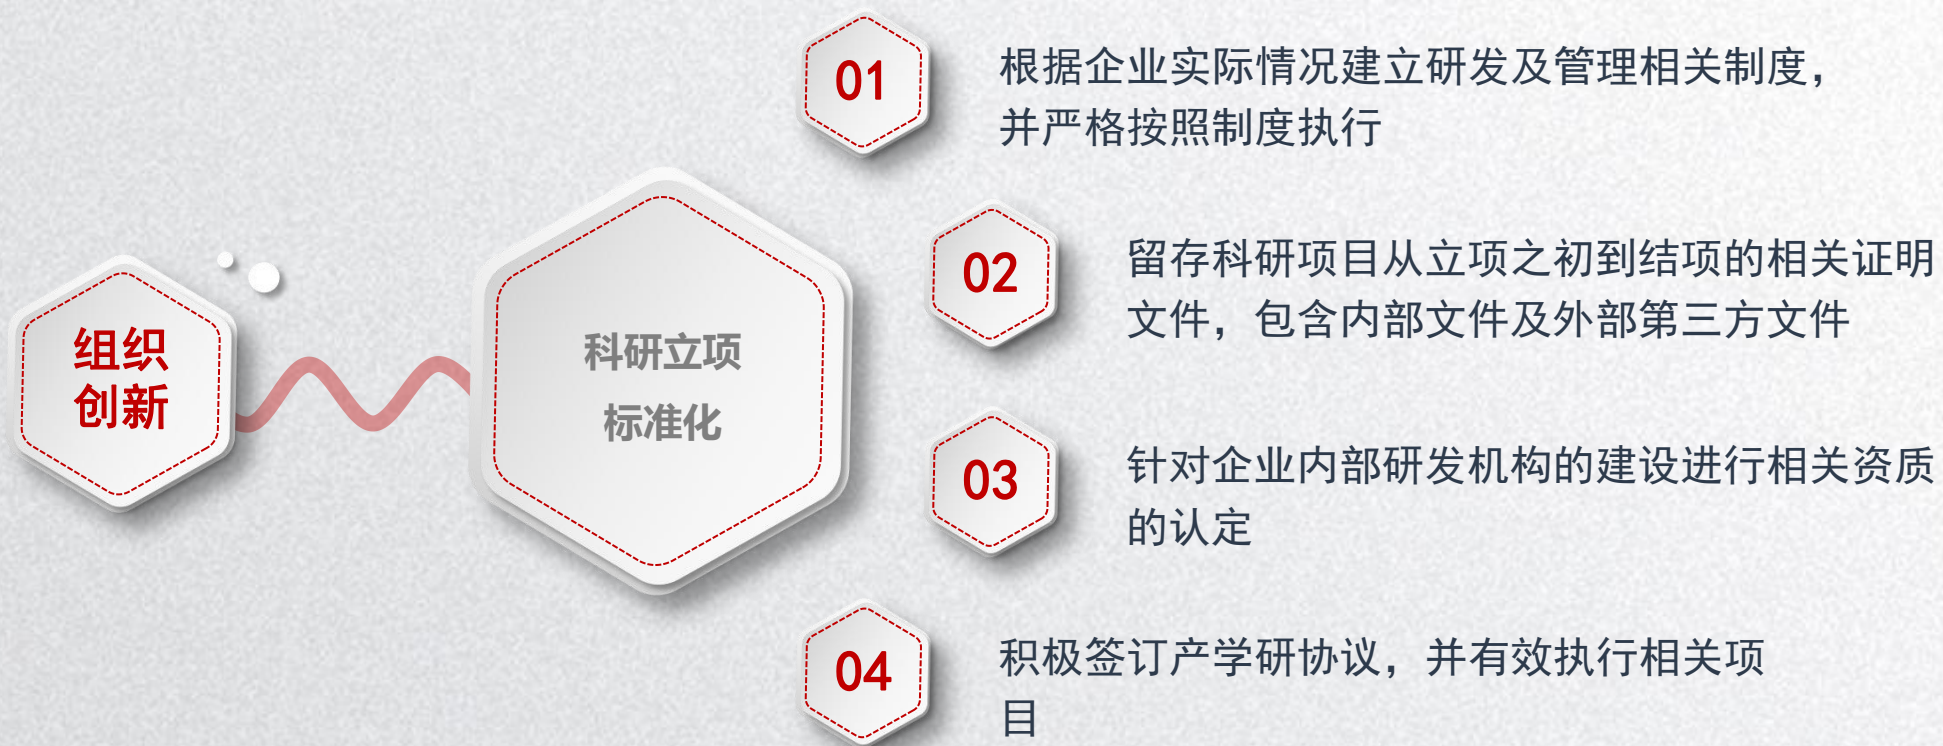 组织
创新
科研立项
标准化
01
根据企业实际情况建立研发及管理相关制度，
并严格按照制度执行
02
留存科研项目从立项之初到结项的相关证明
文件，包含内部文件及外部第三方文件
03
针对企业内部研发机构的建设进行相关资质
的认定
04
积极签订产学研协议，并有效执行相关项
目